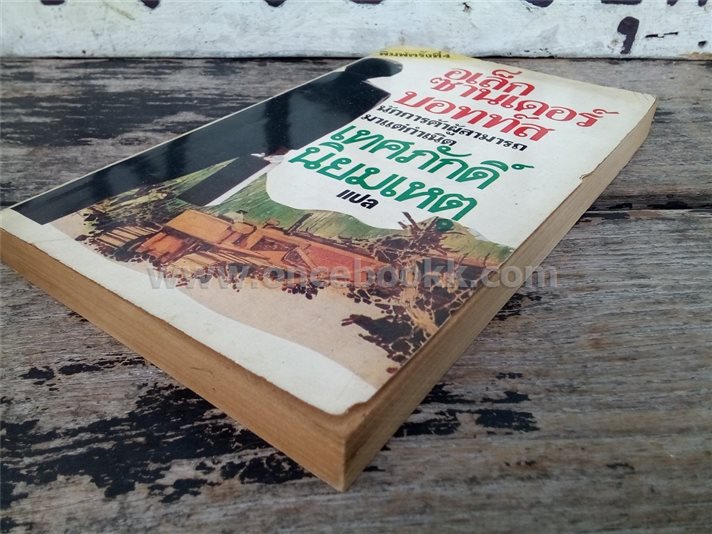 พิมพ์ครั้งที่4
อเล็ก
ซานเดอร์
บอททัส
นักการค้าผู้สามารถ
มาแต่กำเนิด
เทศภักดิ์
นิยมเหตุ
แปล
www.oncebookk.com